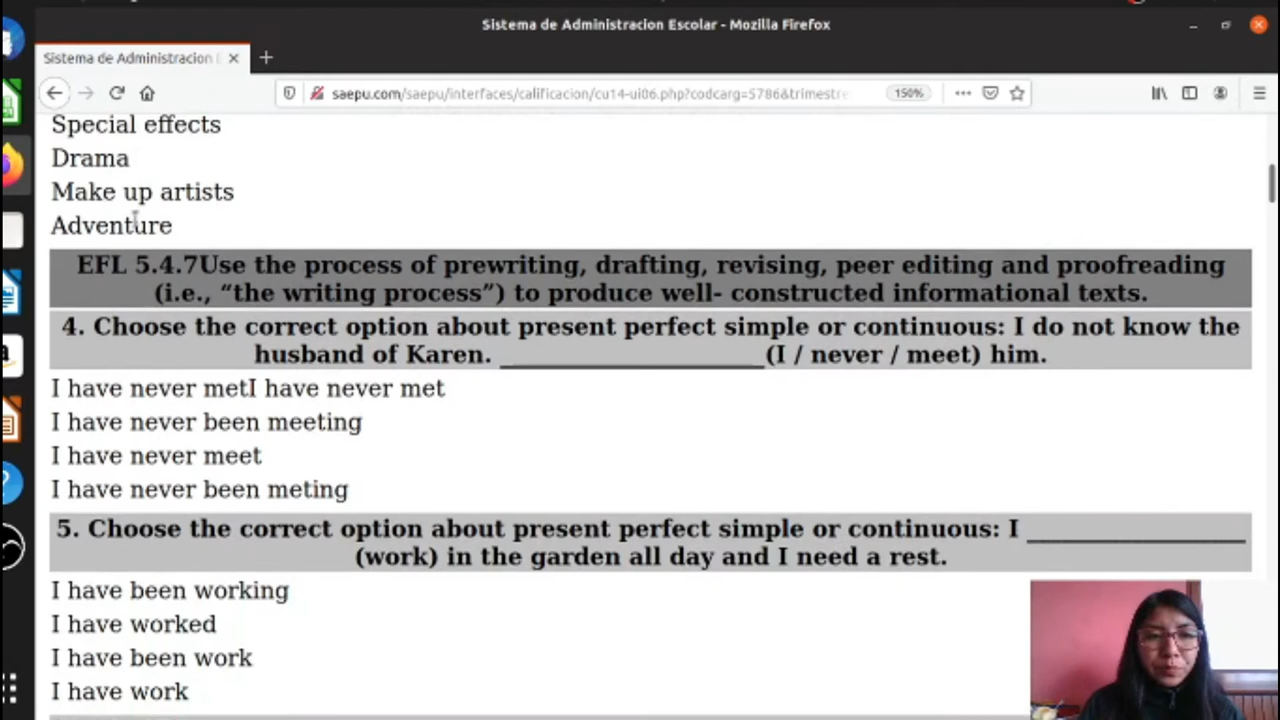 Sistema de Administracion Escolar - Mozilla Firefox
Sistema de Administracion
saepu.com/saepu/interfaces/calificacion/cu14-ui06.php?codcarg=5786&trimestre
150%
Special effects
Drama
Make up artists
Adventure
EFL 5.4.7Use the process of prewriting, drafting, revising, peer editing and proofreading
(i.e., “the writing process”) to produce well- constructed informational texts.
4. Choose the correct option about present perfect simple or continuous: I do not know the
husband of Karen. ____________________(I / never / meet) him.
I have never metI have never met
I have never been meeting
I have never meet
I have never been meting
5. Choose the correct option about present perfect simple or continuous: I _________________
(work) in the garden all day and I need a rest.
I have been working
I have worked
I have been work
I have work